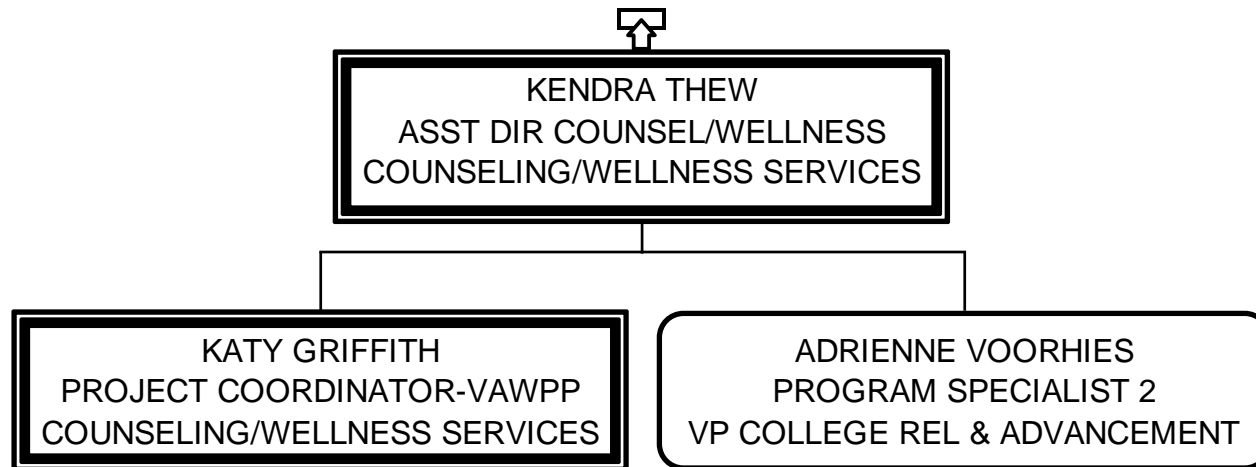 KENDRA THEW
ASST DIR COUNSEL/WELLNESS
COUNSELING/WELLNESS SERVICES
KATY GRIFFITH
PROJECT COORDINATOR-VAWPP
COUNSELING/WELLNESS SERVICES
ADRIENNE VOORHIES
PROGRAM SPECIALIST 2
VP COLLEGE REL & ADVANCEMENT